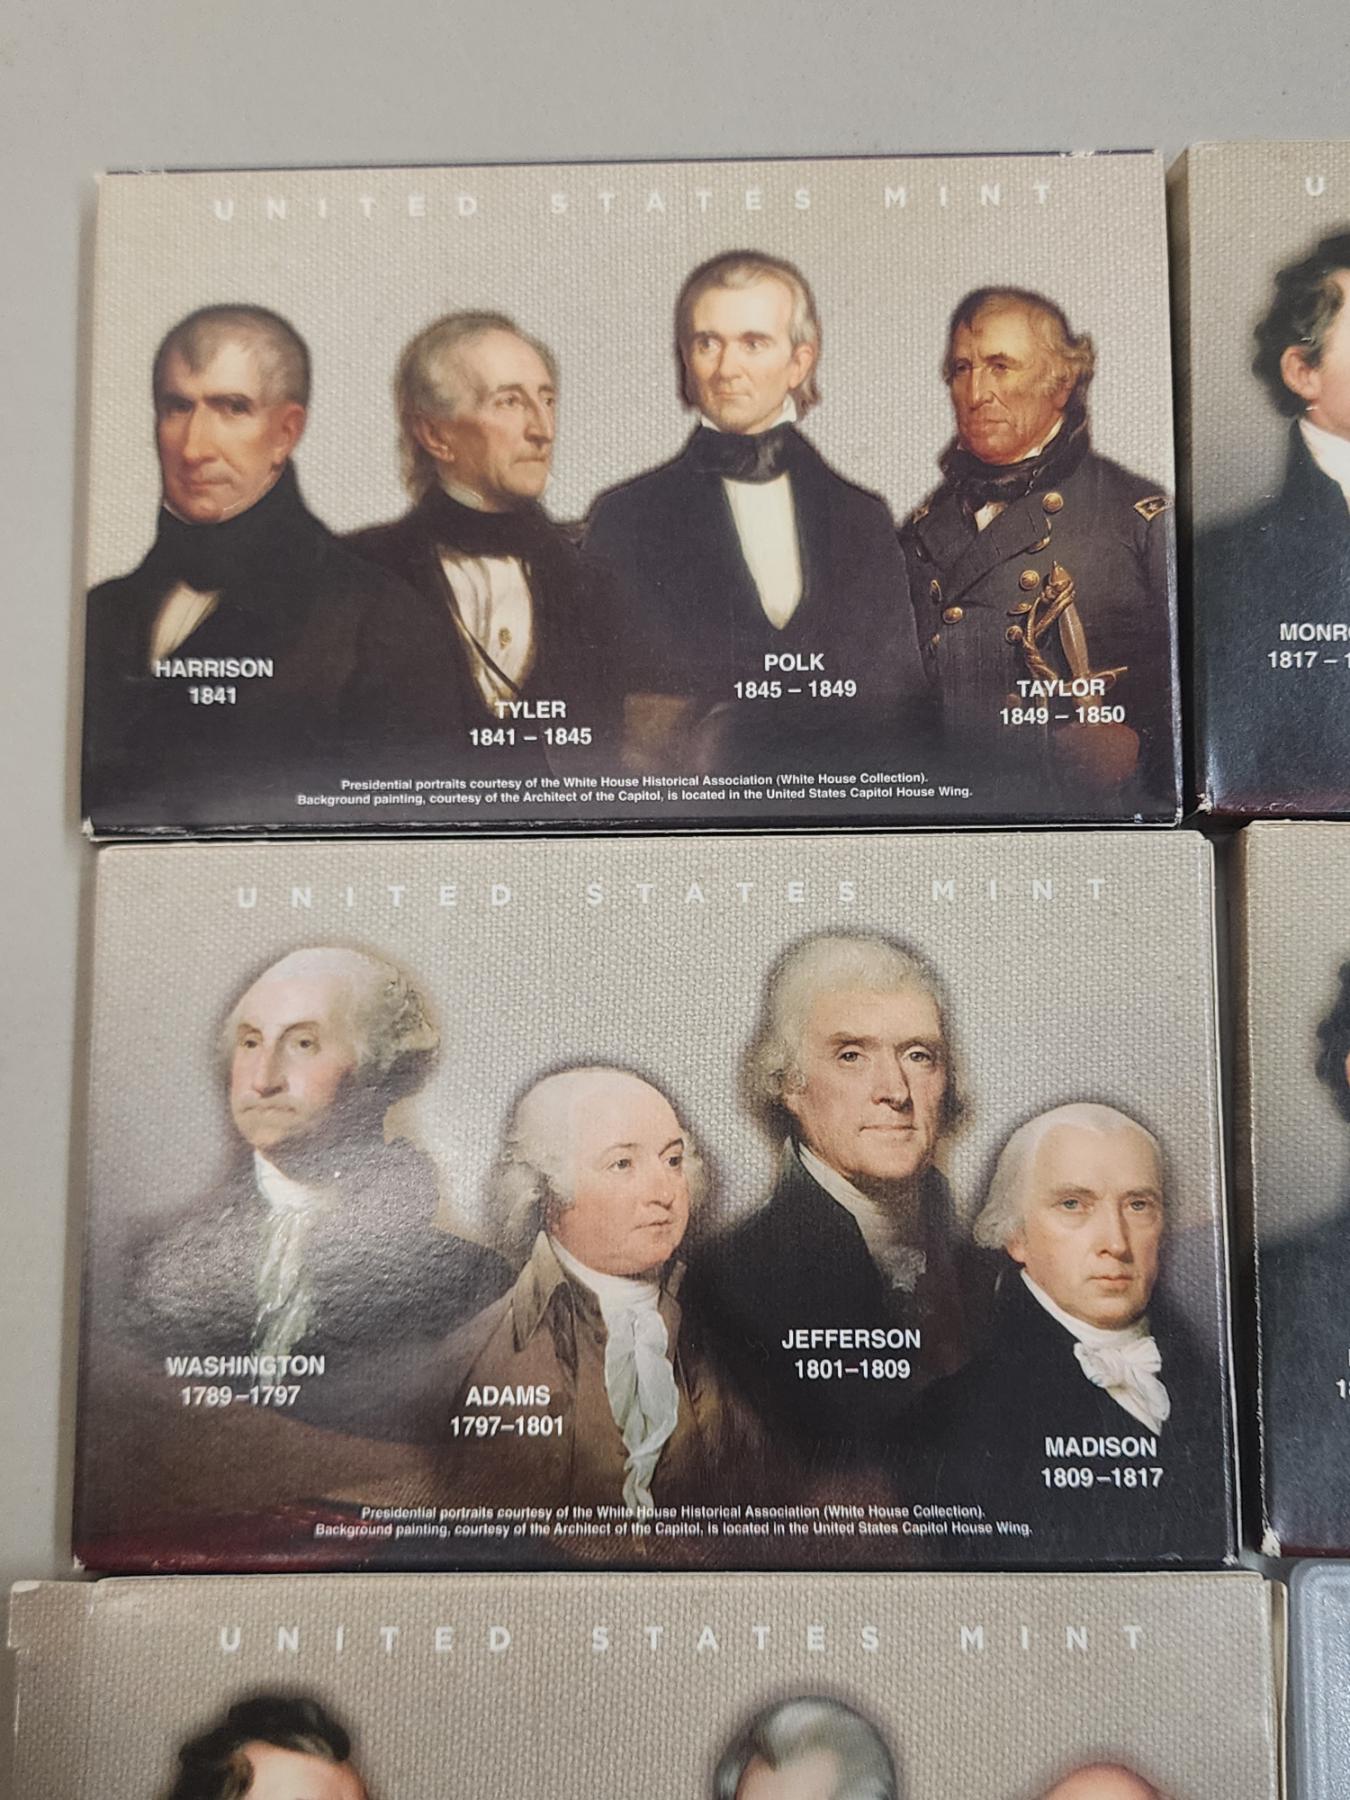 UNITED STATES MINT
HARRISON
1841
TYLER
1841 – 1845
POLK
1845 – 1849
TAYLOR
1849 – 1850
Presidential portraits courtesy of the White House Historical Association (White House Collection).
Background painting, courtesy of the Architect of the Capitol, is located in the United States Capitol House Wing.
U
MONR
1817 – 1
UNITED STATES MINT
WASHINGTON
1789–1797
ADAMS
1797–1801
JEFFERSON
1801–1809
MADISON
1809–1817
Presidential portraits courtesy of the White House Historical Association (White House Collection).
Background painting, courtesy of the Architect of the Capitol, is located in the United States Capitol House Wing.
UNITED STATES MINT